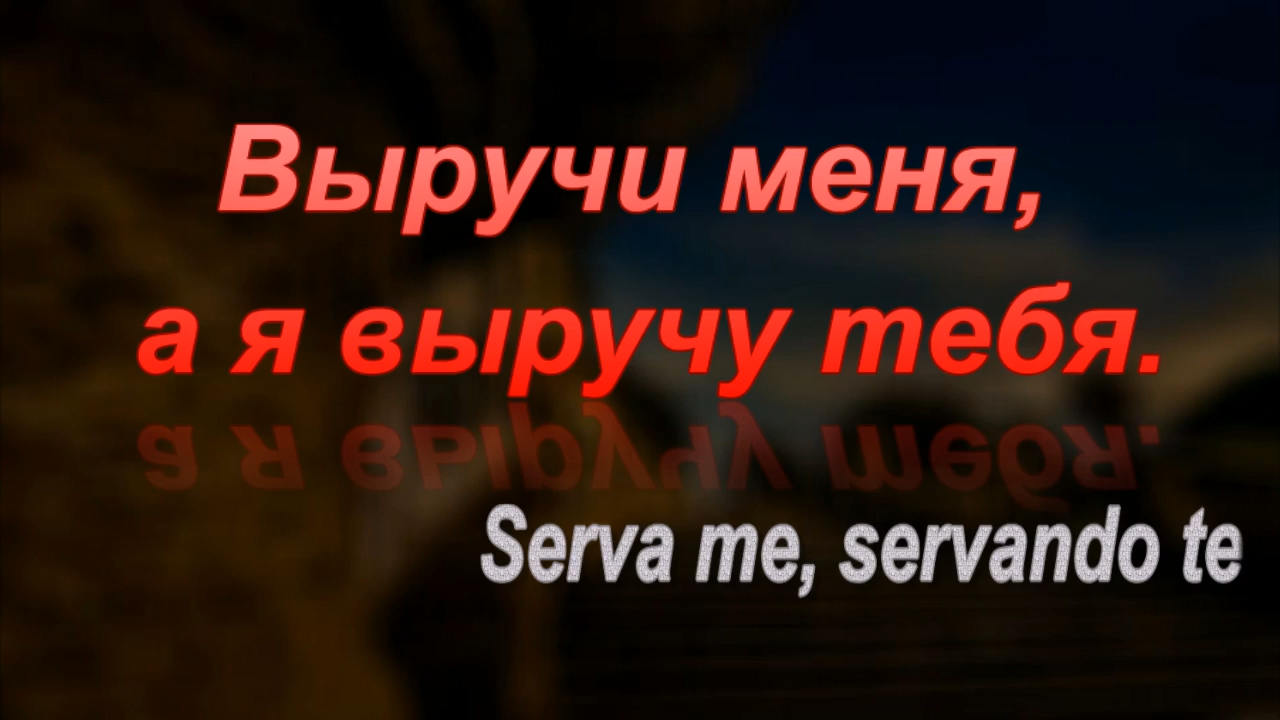 Выручи меня,
а я выручу тебя.
Serva me, servando te